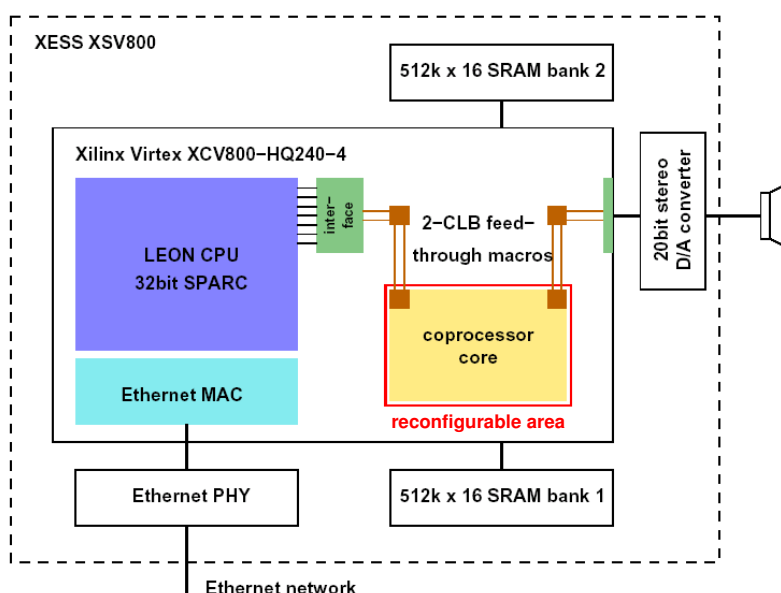 XESS XSV800
512k x 16 SRAM bank 2
Xilinx Virtex XCV800−HQ240−4
inter−
face
2−CLB feed−
through macros
20bit stereo
D/A converter
LEON CPU
32bit SPARC
coprocessor
core
Ethernet MAC
reconfigurable area
Ethernet PHY
512k x 16 SRAM bank 1
Ethernet network